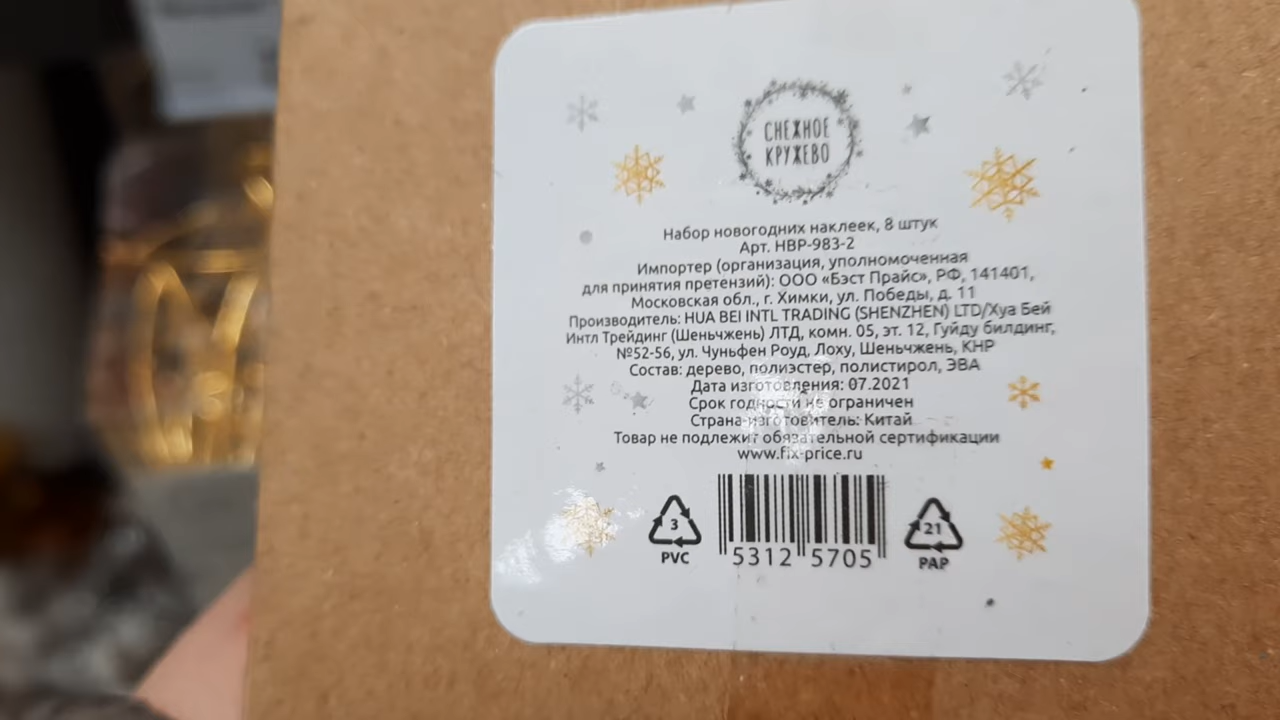 СНЕЖНОЕ
КРУЖЕВО
Набор новогодних наклеек, 8 штук
Арт. НВР-983-2
Импортер (организация, уполномоченная
для принятия претензий): ООО «Бэст Прайс», РФ, 141401,
Московская обл., г. Химки, ул. Победы, д. 11
Производитель: HUA BEI INTL TRADING (SHENZHEN) LTD/Хуа Бей
Интл Трейдинг (Шеньчжень) ЛТД, комн. 05, эт. 12, Гуйду билдинг,
№52-56, ул. Чуньфен Роуд, Лоху, Шеньчжень, КНР
Состав: дерево, полиэстер, полистирол, ЭВА
Дата изготовления: 07.2021
Срок годности не ограничен
Страна-изготовитель: Китай
Товар не подлежит обязательной сертификации
www.fix-price.ru
3
PVC
5312 5705
21
PAP